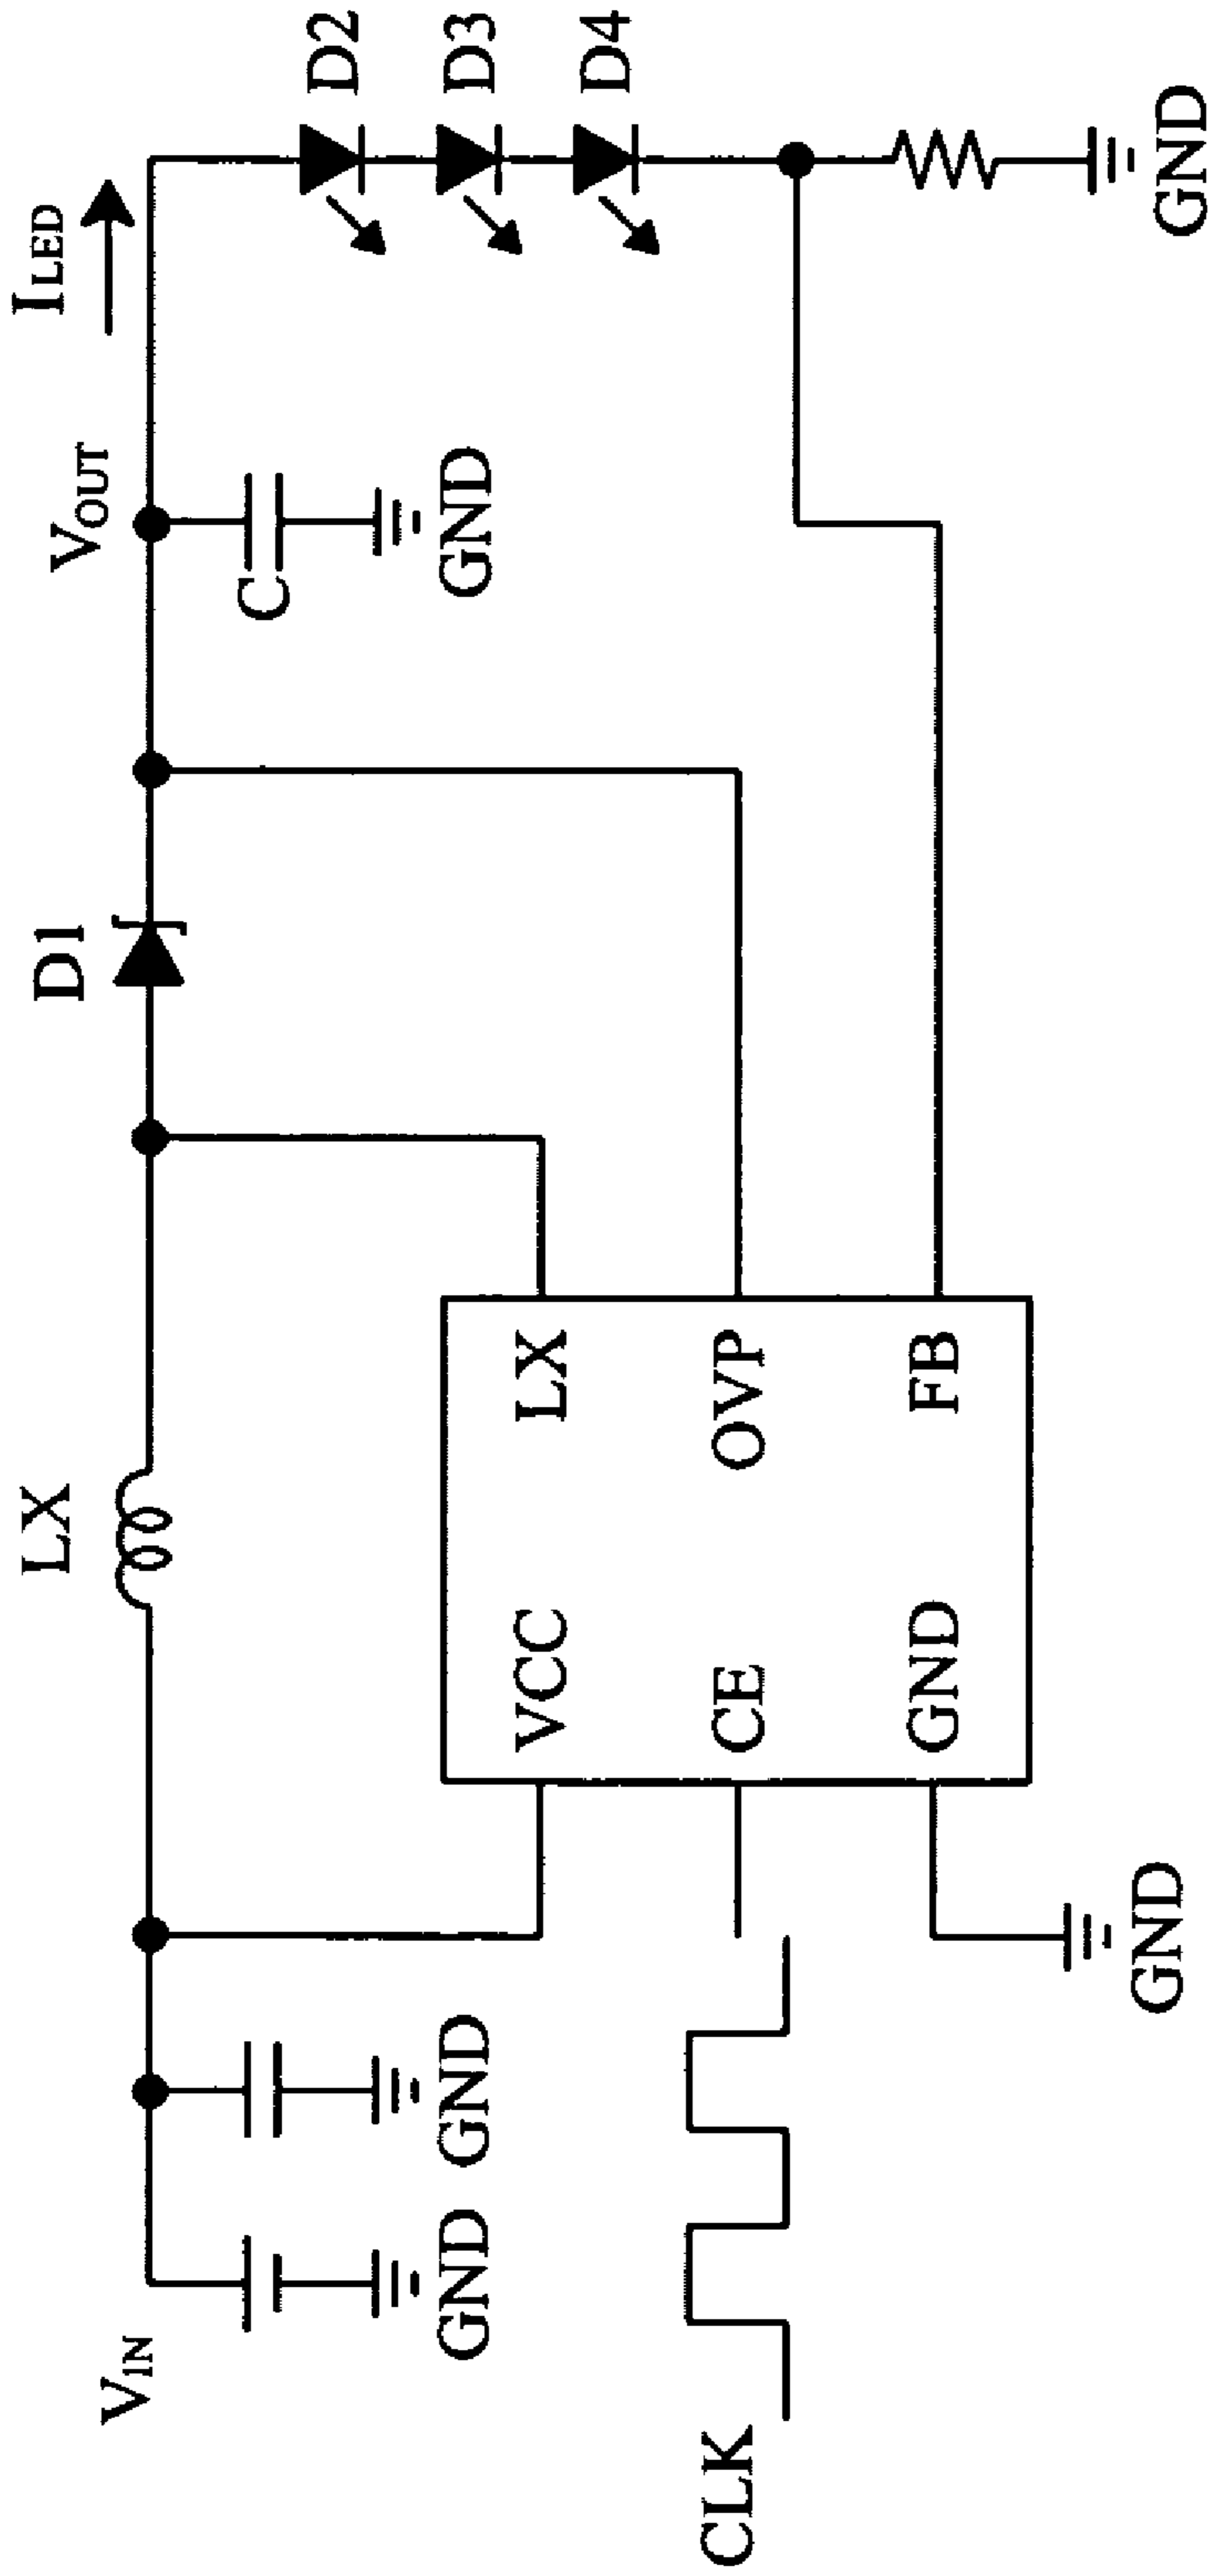 LX
D1
VOUT
ILED
VIN
GND
GND
C
GND
D2
D3
D4
VCC
LX
CE
OVP
GND
FB
CLK
GND
GND